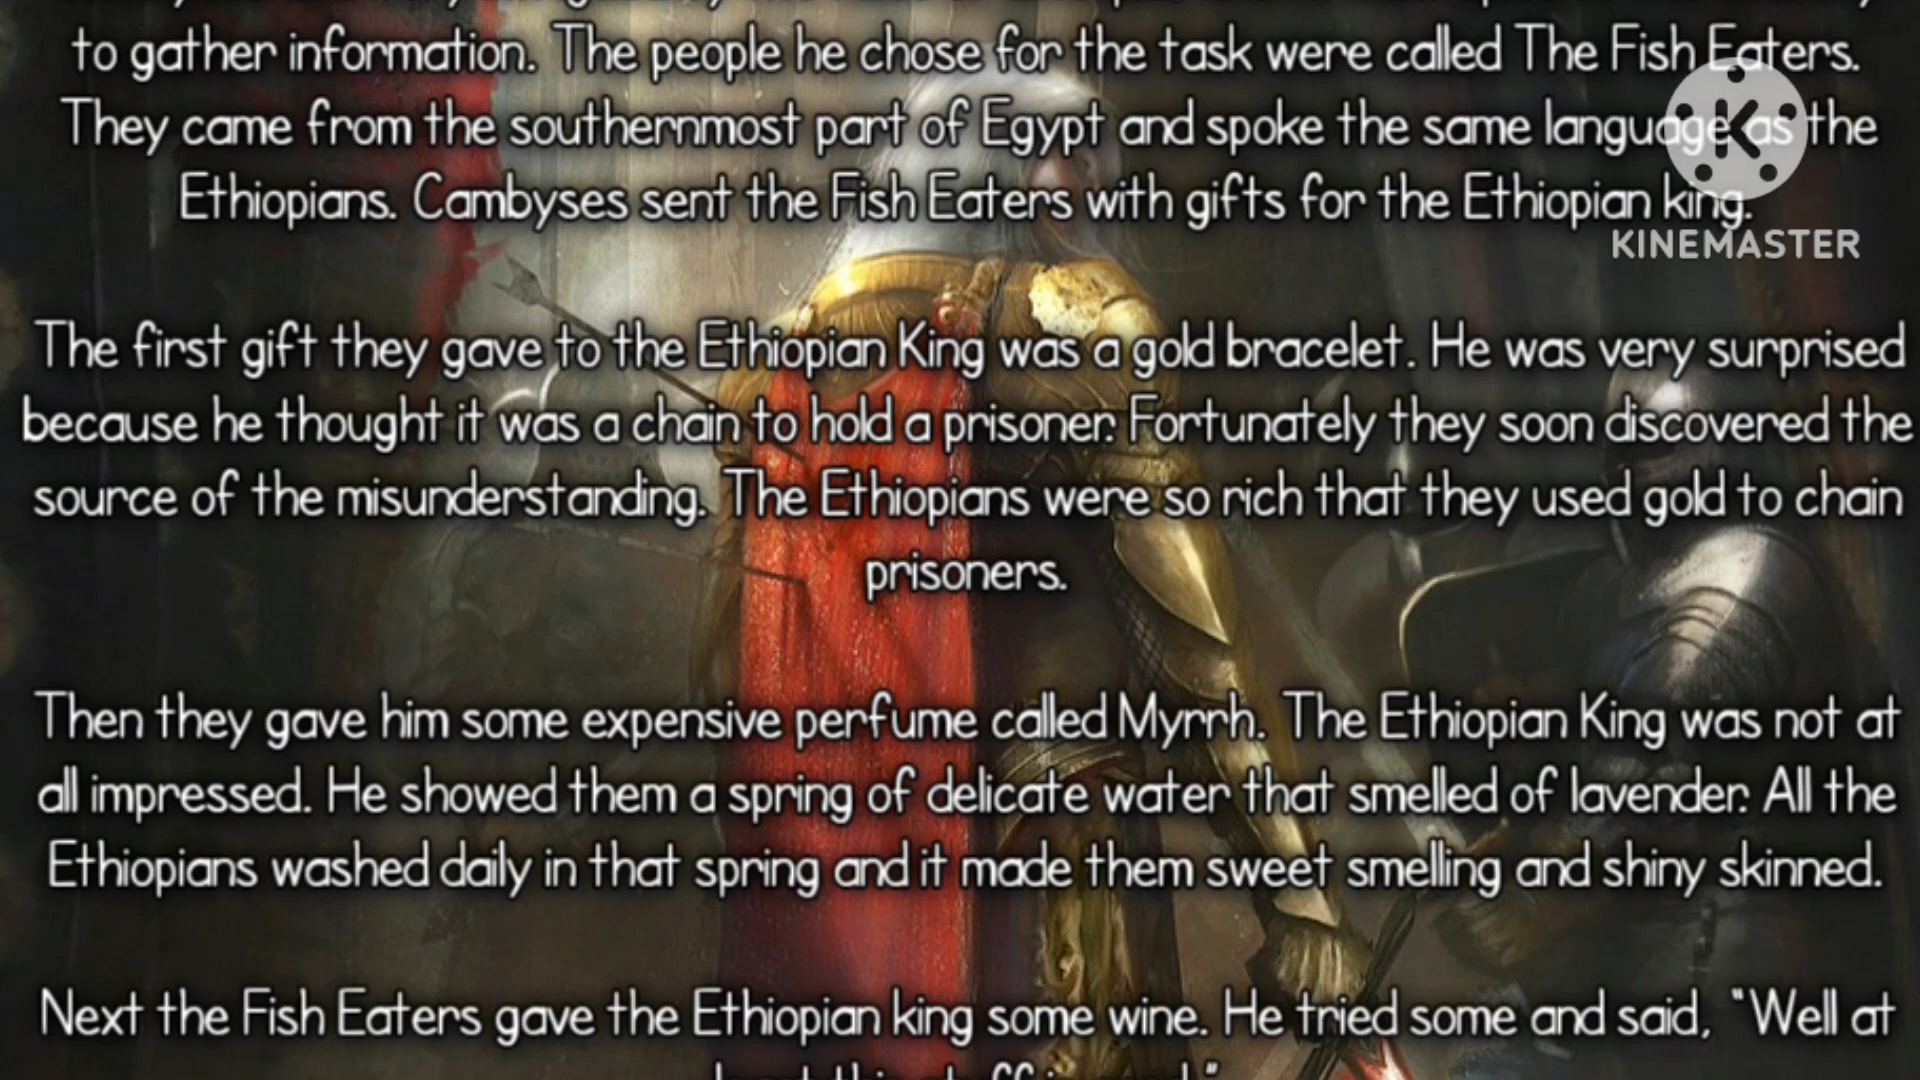 to gather information. The people he chose for the task were called The Fish Eaters.
They came from the southernmost part of Egypt and spoke the same language as the
Ethiopians. Cambyses sent the Fish Eaters with gifts for the Ethiopian king.
KINEMASTER
The first gift they gave to the Ethiopian King was a gold bracelet. He was very surprised
because he thought it was a chain to hold a prisoner. Fortunately they soon discovered the
source of the misunderstanding. The Ethiopians were so rich that they used gold to chain
prisoners.
Then they gave him some expensive perfume called Myrrh. The Ethiopian King was not at
all impressed. He showed them a spring of delicate water that smelled of lavender. All the
Ethiopians washed daily in that spring and it made them sweet smelling and shiny skinned.
Next the Fish Eaters gave the Ethiopian king some wine. He tried some and said, "Well at